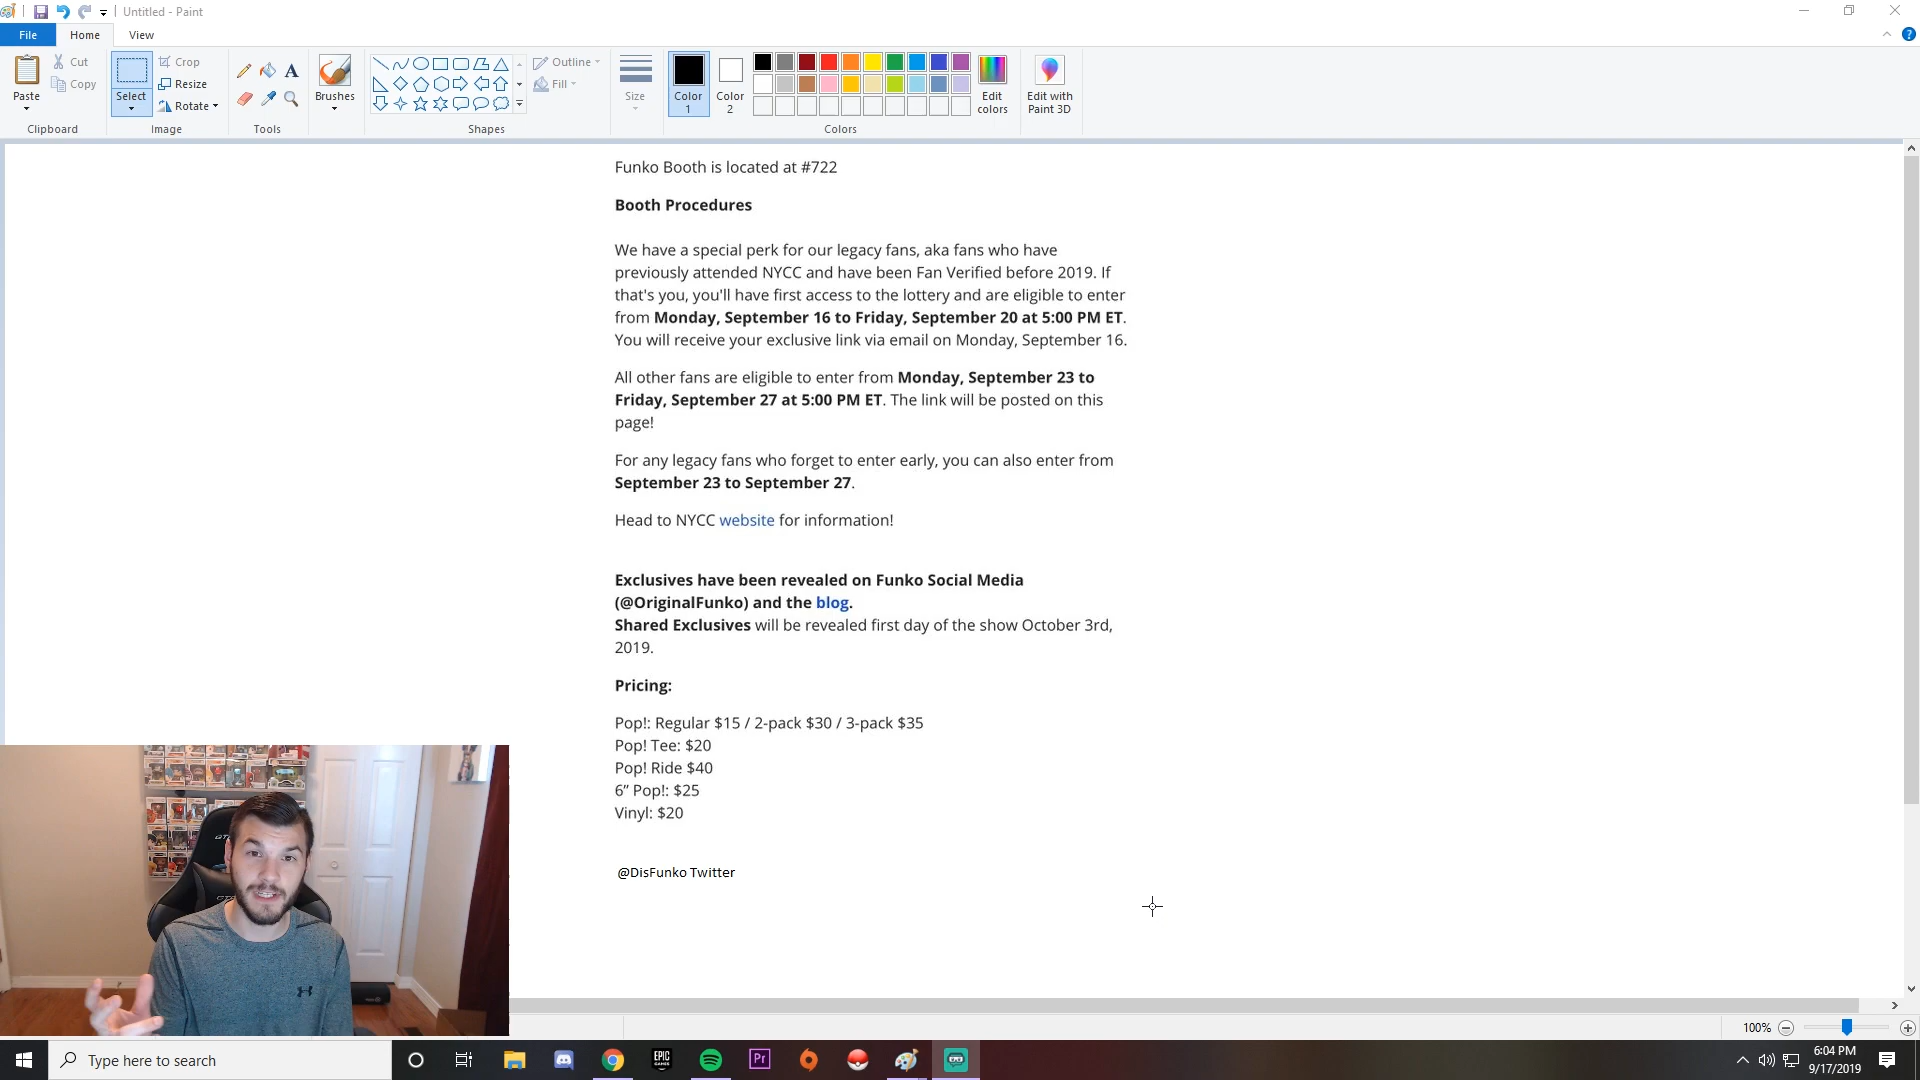 Untitled - Paint
File
Home
View
Paste
Cut
Copy
Clipboard
Select
Crop
Resize
Rotate
Image
A
Tools
Brushes
Shapes
Outline
Fill
Size
Color
1
Color
2
Edit
colors
Colors
Edit with
Paint 3D
Funko Booth is located at #722
Booth Procedures
We have a special perk for our legacy fans, aka fans who have
previously attended NYCC and have been Fan Verified before 2019. If
that's you, you'll have first access to the lottery and are eligible to enter
from Monday, September 16 to Friday, September 20 at 5:00 PM ET.
You will receive your exclusive link via email on Monday, September 16.
All other fans are eligible to enter from Monday, September 23 to
Friday, September 27 at 5:00 PM ET. The link will be posted on this
page!
For any legacy fans who forget to enter early, you can also enter from
September 23 to September 27.
Head to NYCC website for information!
Exclusives have been revealed on Funko Social Media
(@OriginalFunko) and the blog.
Shared Exclusives will be revealed first day of the show October 3rd,
2019.
Pricing:
Pop!: Regular $15 / 2-pack $30 / 3-pack $35
Pop! Tee: $20
Pop! Ride $40
6” Pop!: $25
Vinyl: $20
@DisFunko Twitter
100%
Type here to search
EPIC
GAMES
Pr
6:04 PM
9/17/2019